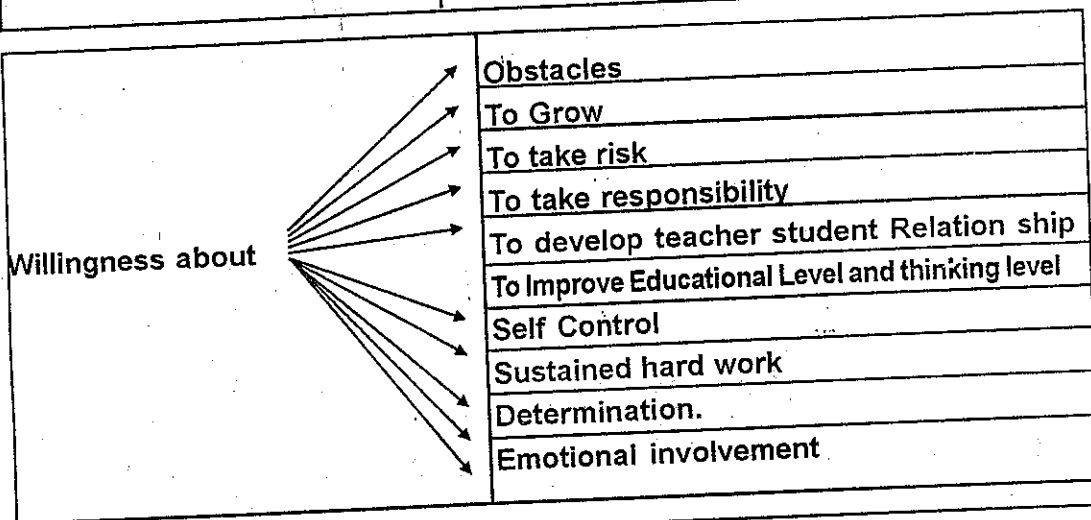 Willingness about
Obstacles
To Grow
To take risk
To take responsibility
To develop teacher student Relation ship
To Improve Educational Level and thinking level
Self Control
Sustained hard work
Determination.
Emotional involvement